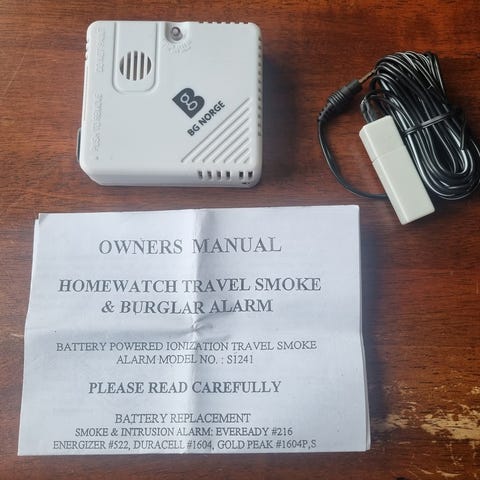 BG NORGE
OWNERS MANUAL
HOMEWATCH TRAVEL SMOKE
& BURGLAR ALARM
BATTERY POWERED IONIZATION TRAVEL SMOKE
ALARM MODEL NO. : S1241
PLEASE READ CAREFULLY
BATTERY REPLACEMENT
SMOKE & INTRUSION ALARM; EVEREADY #216
ENERGIZER #522, DURACELL #1604, GOLD PEAK #1604P,S